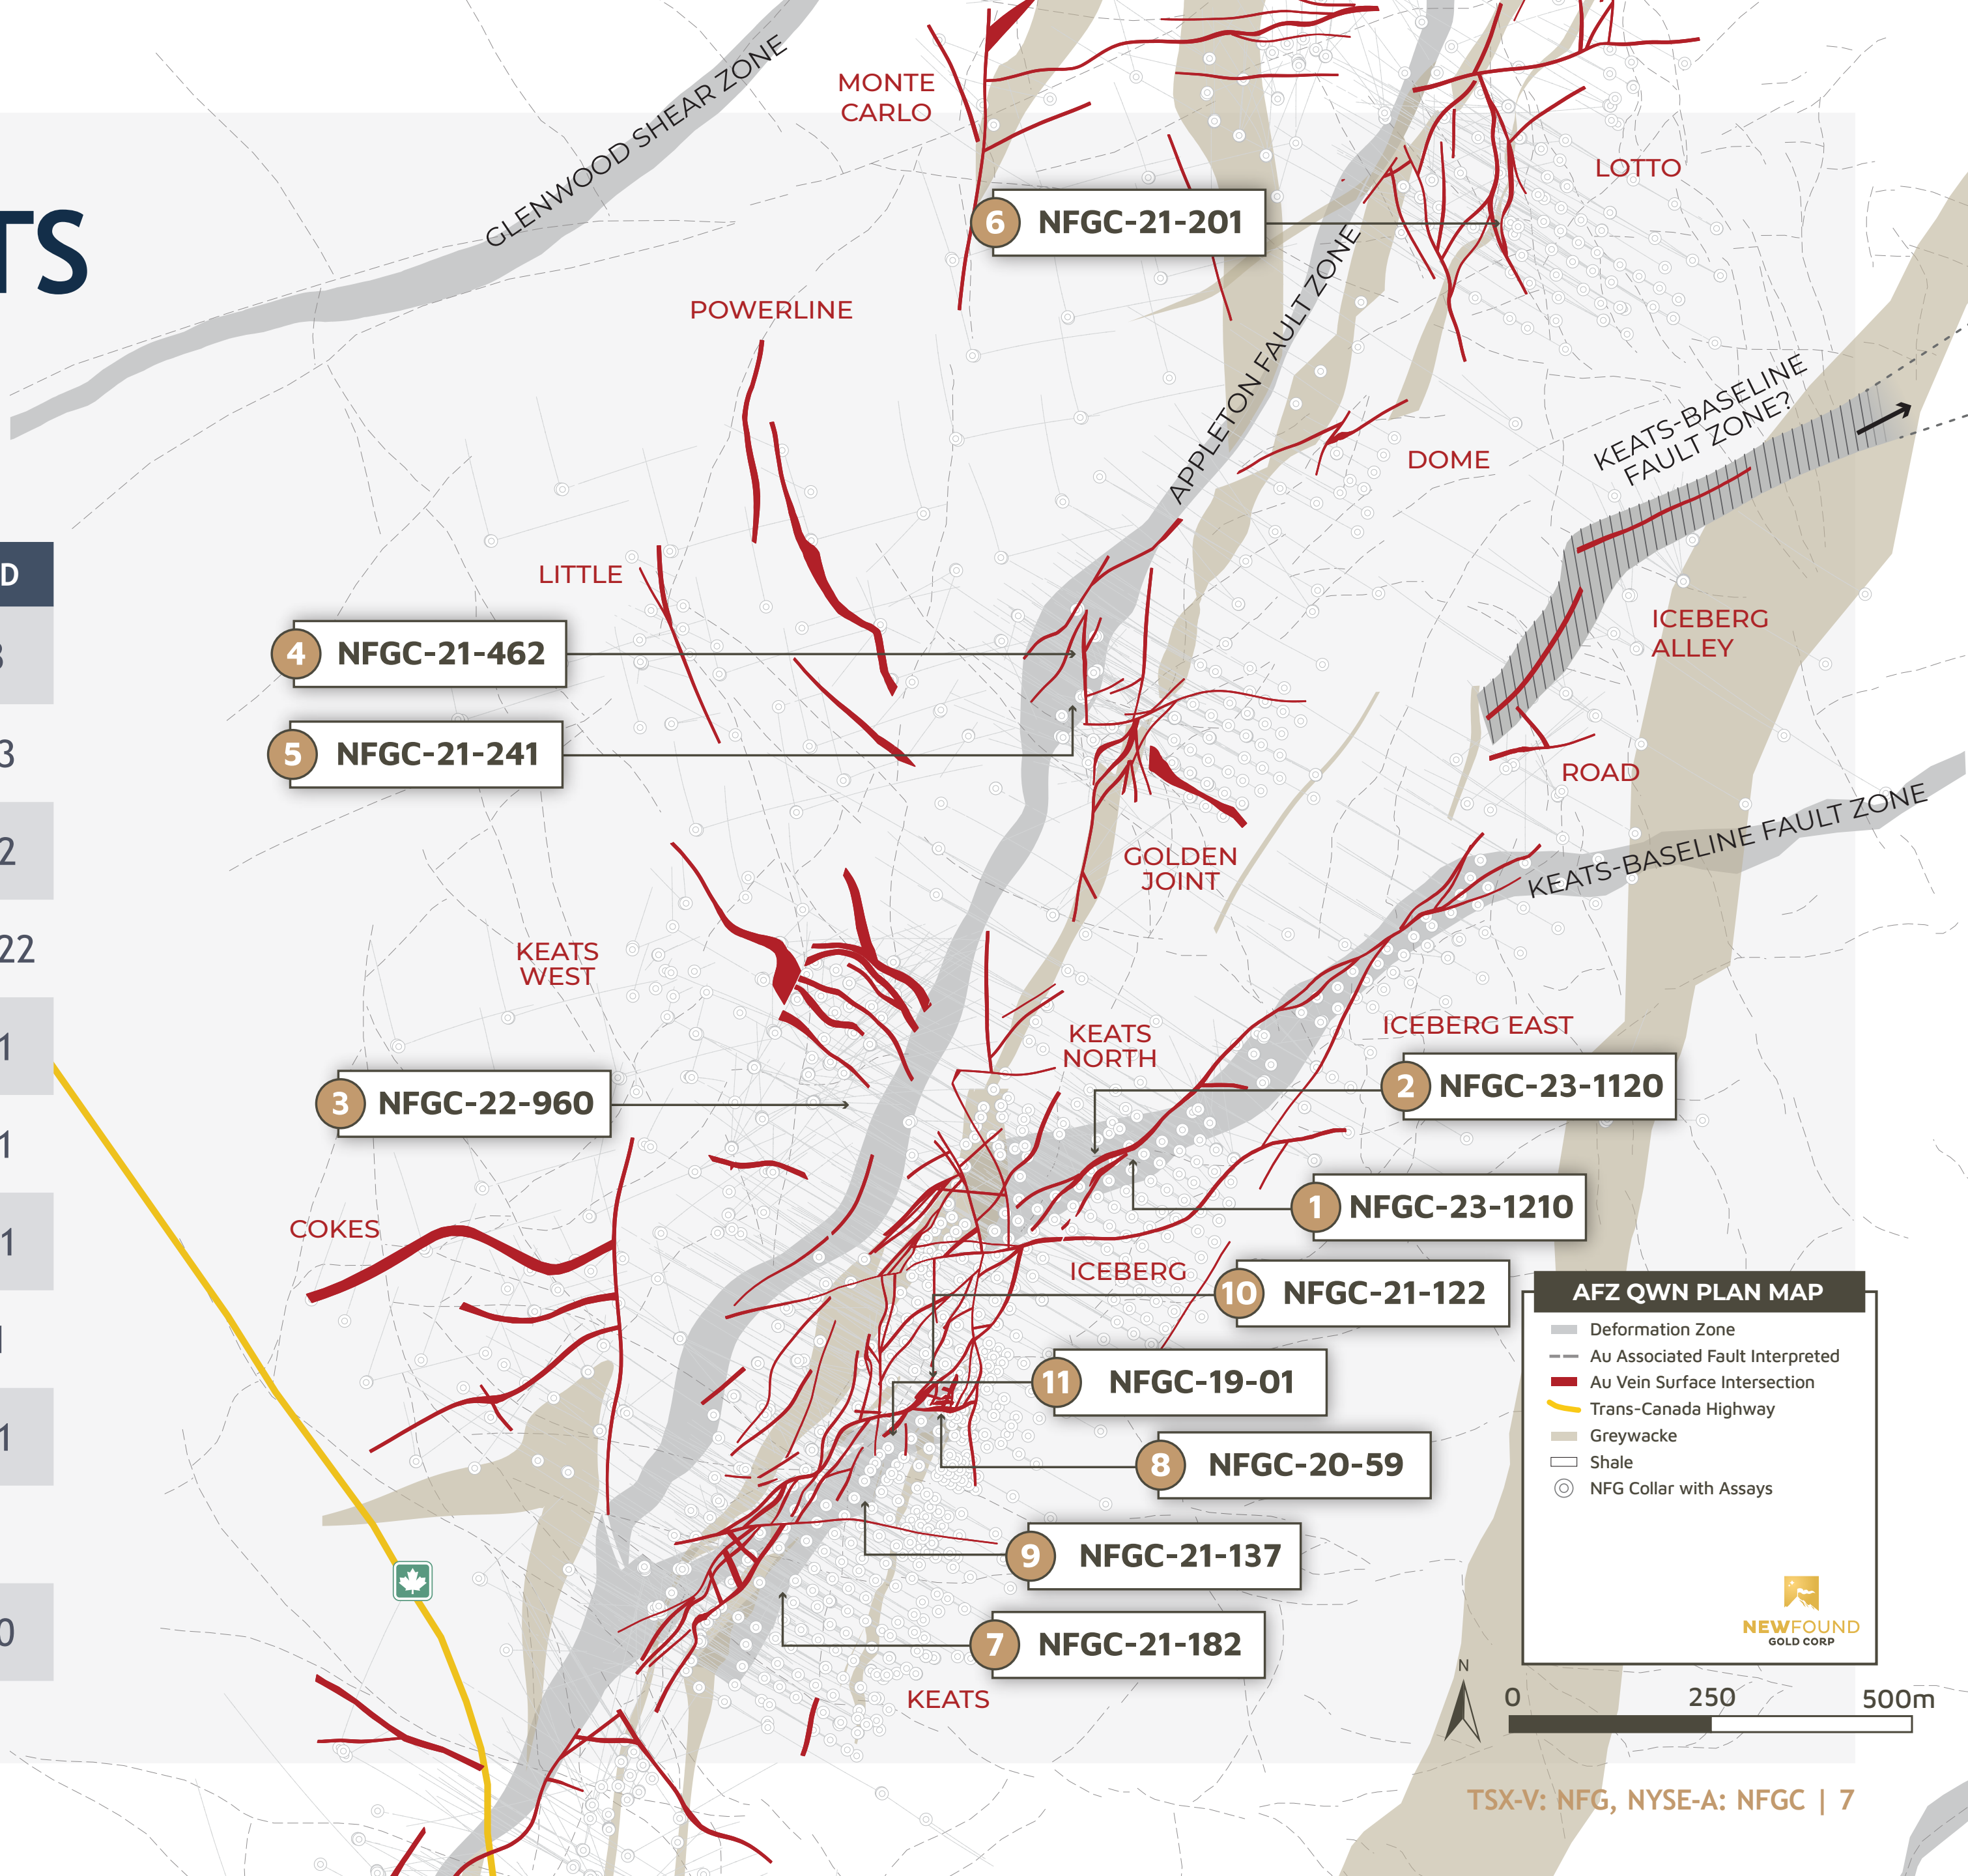 TS
D
3
3
2
22
1
1
1
1
1
0
GLENWOOD SHEAR ZONE
MONTE
CARLO
LOTTO
6 NFGC-21-201
POWERLINE
APPLETON FAULT ZONE
DOME
KEATS-BASELINE
FAULT ZONE?
LITTLE
ICEBERG
ALLEY
4 NFGC-21-462
5 NFGC-21-241
ROAD
KEATS-BASELINE FAULT ZONE
GOLDEN
JOINT
KEATS
WEST
KEATS
NORTH
ICEBERG EAST
2 NFGC-23-1120
3 NFGC-22-960
1 NFGC-23-1210
COKES
ICEBERG
10 NFGC-21-122
11 NFGC-19-01
8 NFGC-20-59
9 NFGC-21-137
7 NFGC-21-182
KEATS
AFZ QWN PLAN MAP
Deformation Zone
Au Associated Fault Interpreted
Au Vein Surface Intersection
Trans-Canada Highway
Greywacke
Shale
NFG Collar with Assays
NEWFOUND
GOLD CORP
N
0 250 500m
TSX-V: NFG, NYSE-A: NFGC | 7